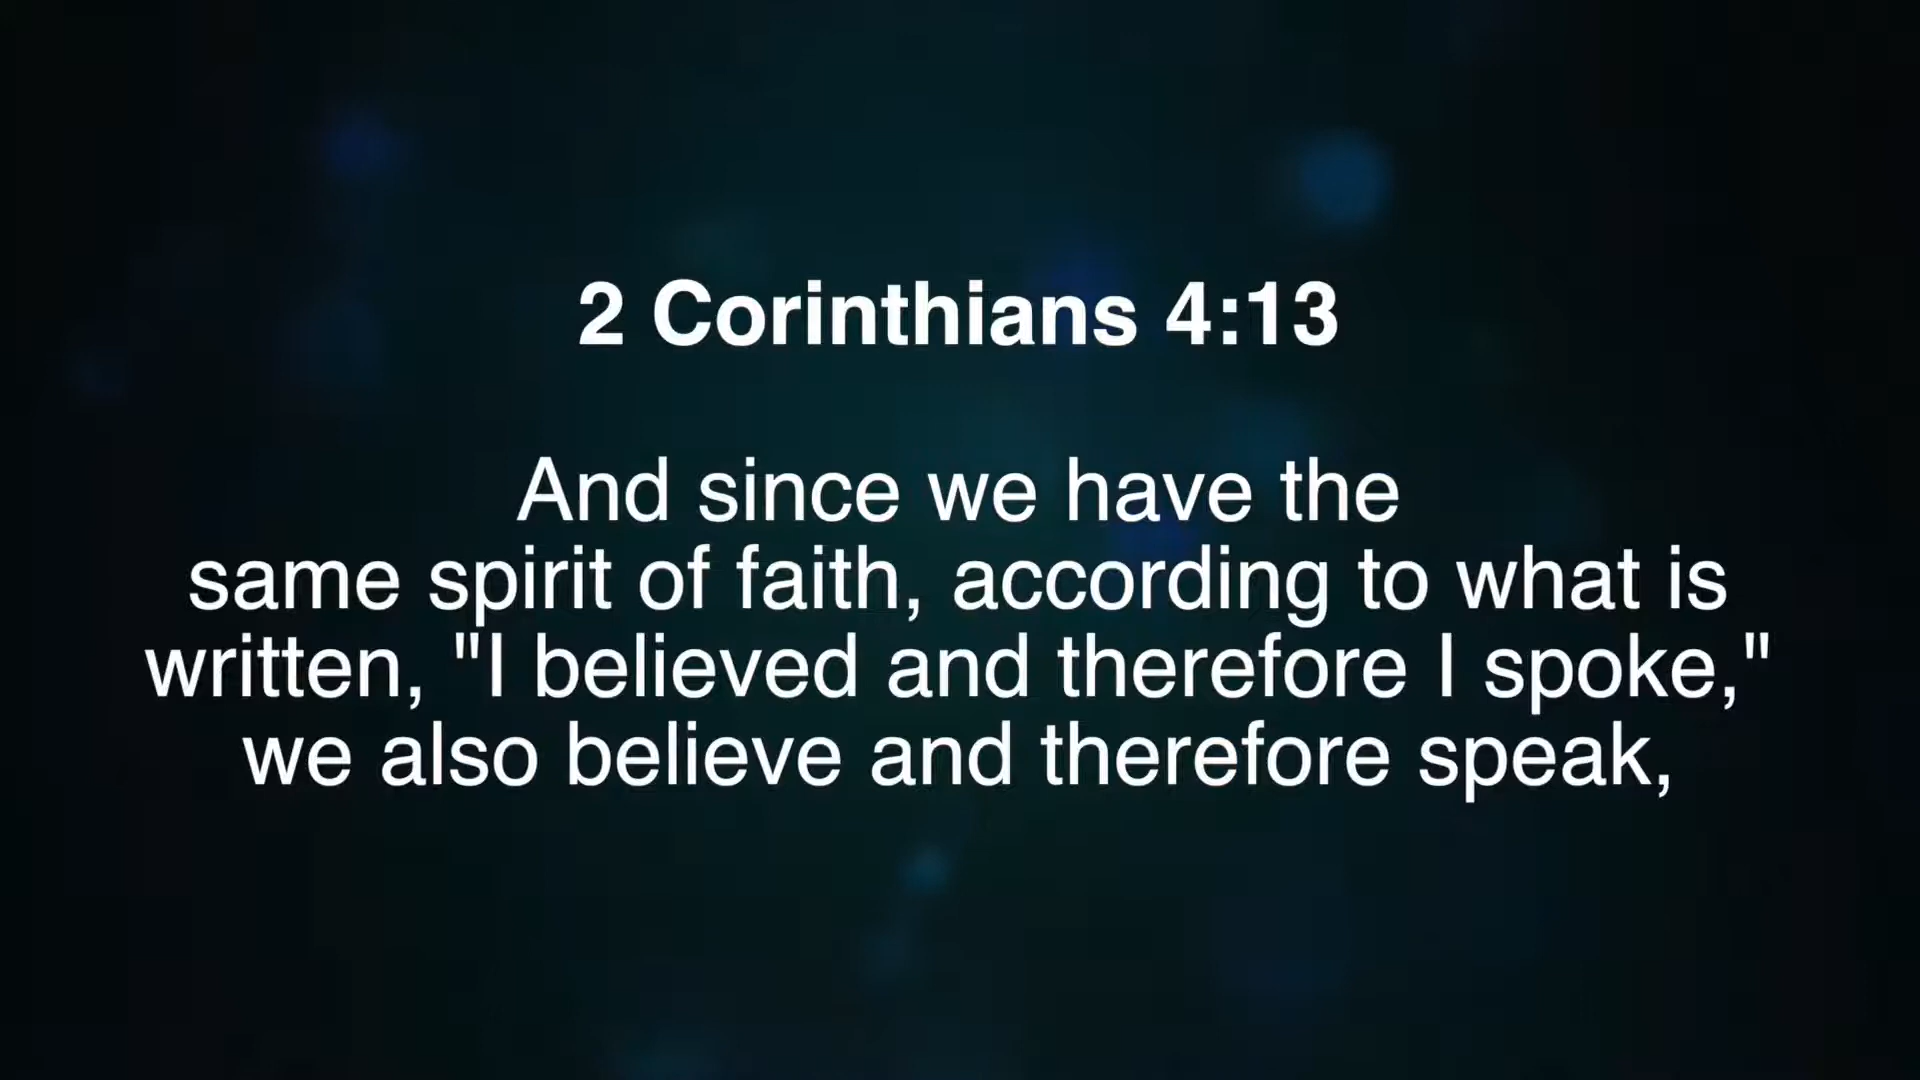 2 Corinthians 4:13
And since we have the
same spirit of faith, according to what is
written, "I believed and therefore I spoke,"
we also believe and therefore speak,